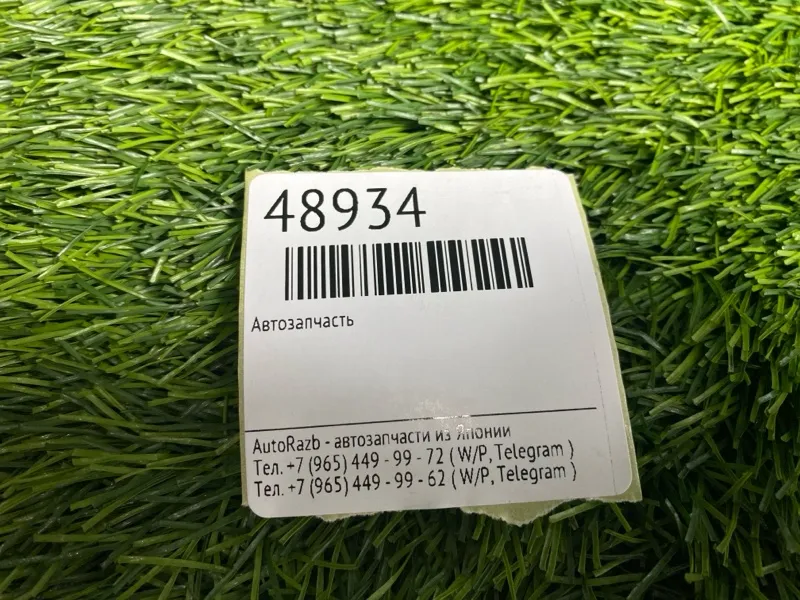 48934
Автозапчасть
AutoRazb - автозапчасти из Японии
Тел. +7 (965) 449 - 99 - 72 ( W/P, Telegram )
Тел. +7 (965) 449 - 99 - 62 ( W/P, Telegram )